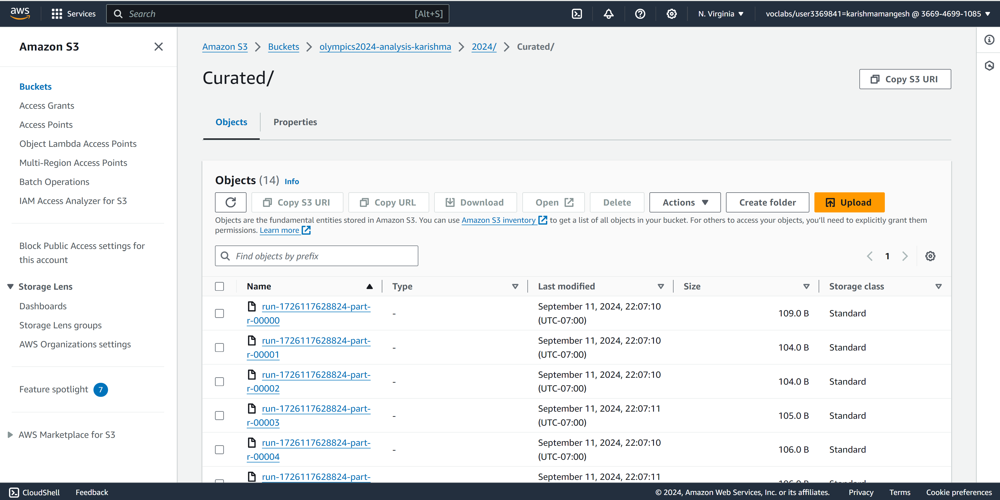 aws
Services
Search
[Alt+S]
N. Virginia
voclabs/user3369841=karishmamangesh @ 3669-4699-1085
Amazon S3
Buckets
Access Grants
Access Points
Object Lambda Access Points
Multi-Region Access Points
Batch Operations
IAM Access Analyzer for S3
Block Public Access settings for
this account
Storage Lens
Dashboards
Storage Lens groups
AWS Organizations settings
Feature spotlight 7
AWS Marketplace for S3
Amazon S3 > Buckets > olympics2024-analysis-karishma > 2024/ > Curated/
Curated/
Copy S3 URI
Objects
Properties
Objects (14) Info
Copy S3 URI
Copy URL
Download
Open
Delete
Actions
Create folder
Upload
Objects are the fundamental entities stored in Amazon S3. You can use Amazon S3 inventory to get a list of all objects in your bucket. For others to access your objects, you'll need to explicitly grant them
permissions. Learn more
Find objects by prefix
1
Name Type Last modified Size Storage class
run-1726117628824-part-
r-00000
-
September 11, 2024, 22:07:10
(UTC-07:00)
109.0 B
Standard
run-1726117628824-part-
r-00001
-
September 11, 2024, 22:07:10
(UTC-07:00)
104.0 B
Standard
run-1726117628824-part-
r-00002
-
September 11, 2024, 22:07:10
(UTC-07:00)
104.0 B
Standard
run-1726117628824-part-
r-00003
-
September 11, 2024, 22:07:11
(UTC-07:00)
105.0 B
Standard
run-1726117628824-part-
r-00004
-
September 11, 2024, 22:07:10
(UTC-07:00)
106.0 B
Standard
run-1726117628824-part-
September 11, 2024, 22:07:11
CloudShell
Feedback
© 2024, Amazon Web Services, Inc. or its affiliates.
Privacy
Terms
Cookie preferences